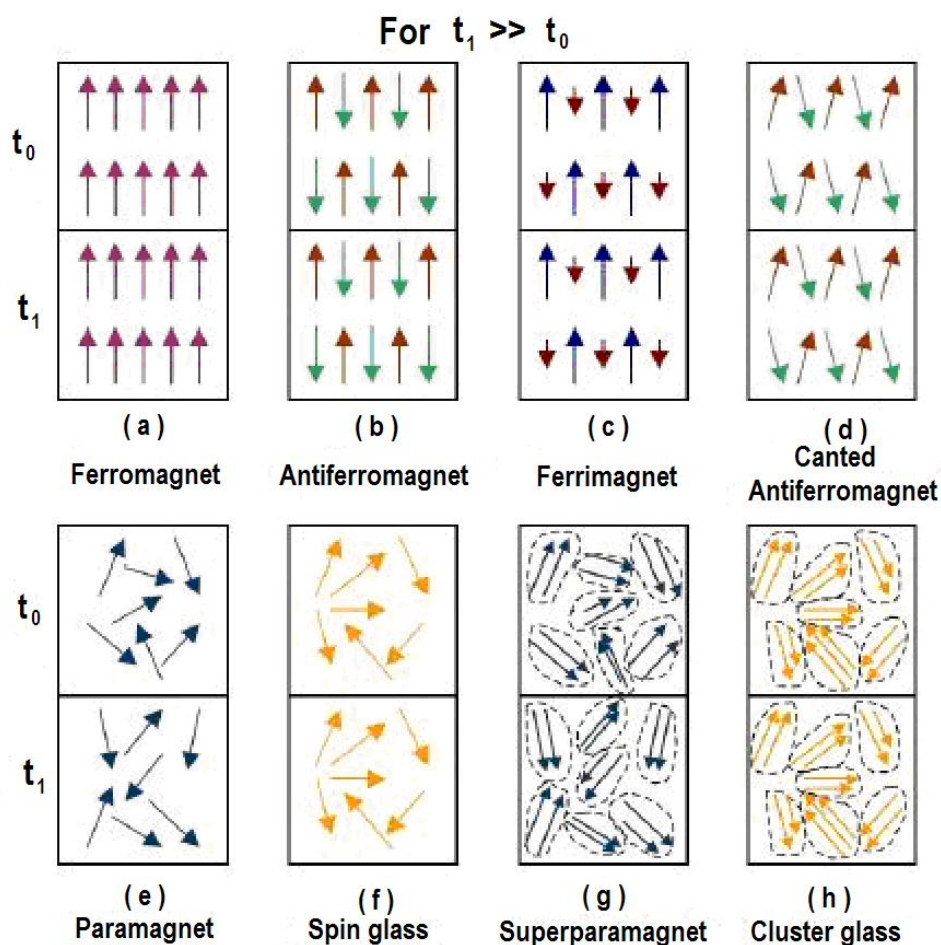 For t₁ >> t₀
t₀
t₁
( a ) ( b ) ( c ) ( d )
Ferromagnet Antiferromagnet Ferrimagnet Canted
Antiferromagnet
t₀
t₁
( e ) ( f ) ( g ) ( h )
Paramagnet Spin glass Superparamagnet Cluster glass